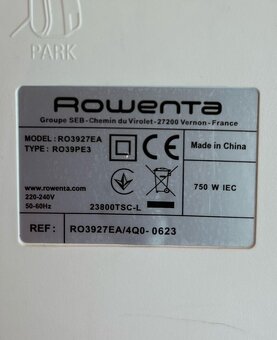 PARK
Rowenta
Groupe SEB - Chemin du Virolet - 27200 Vernon - France
MODEL: RO3927EA
TYPE: RO39PE3
CE
Made in China
www.rowenta.com
220-240V
50-60Hz
23800TSC-L
750 W IEC
REF: RO3927EA/4Q0- 0623